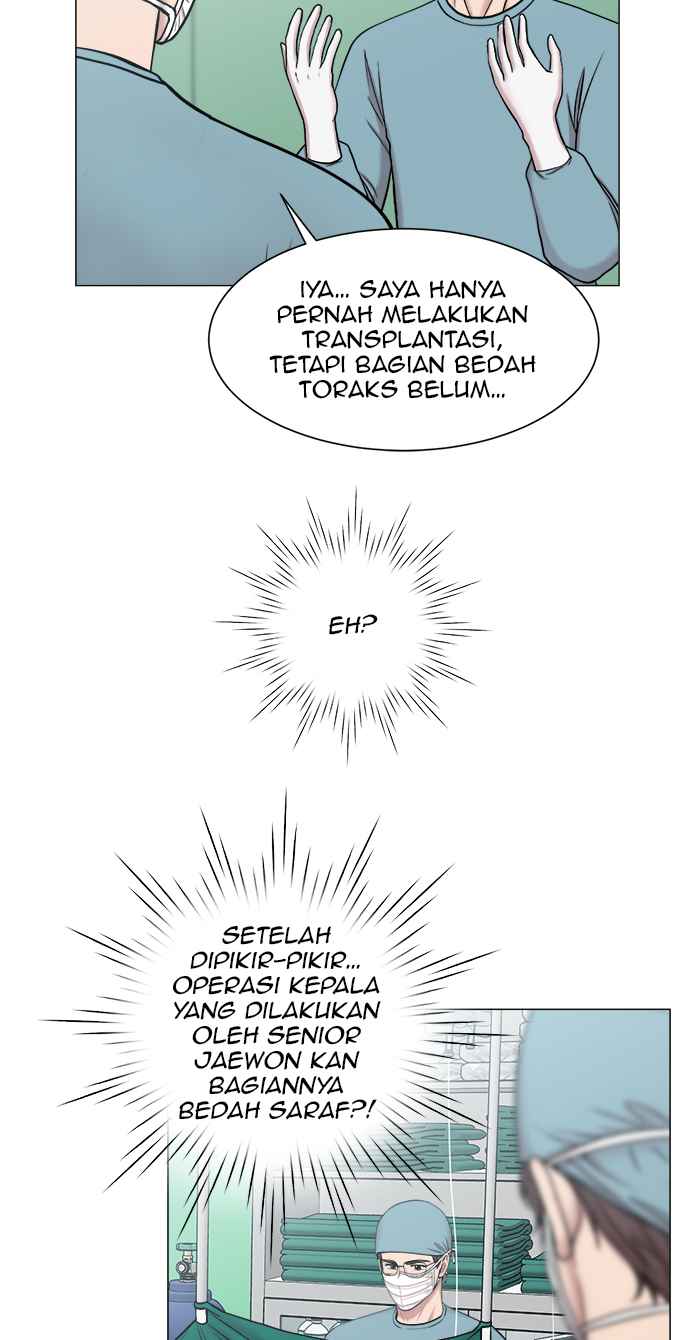 IYA... SAYA HANYA
PERNAH MELAKUKAN
TRANSPLANTASI,
TETAPI BAGIAN BEDAH
TORAKS BELUM...
EH?
SETELAH
DIPIKIR-PIKIR...
OPERASI KEPALA
YANG DILAKUKAN
OLEH SENIOR
JAEWON KAN
BAGIANNYA
BEDAH SARAF?!